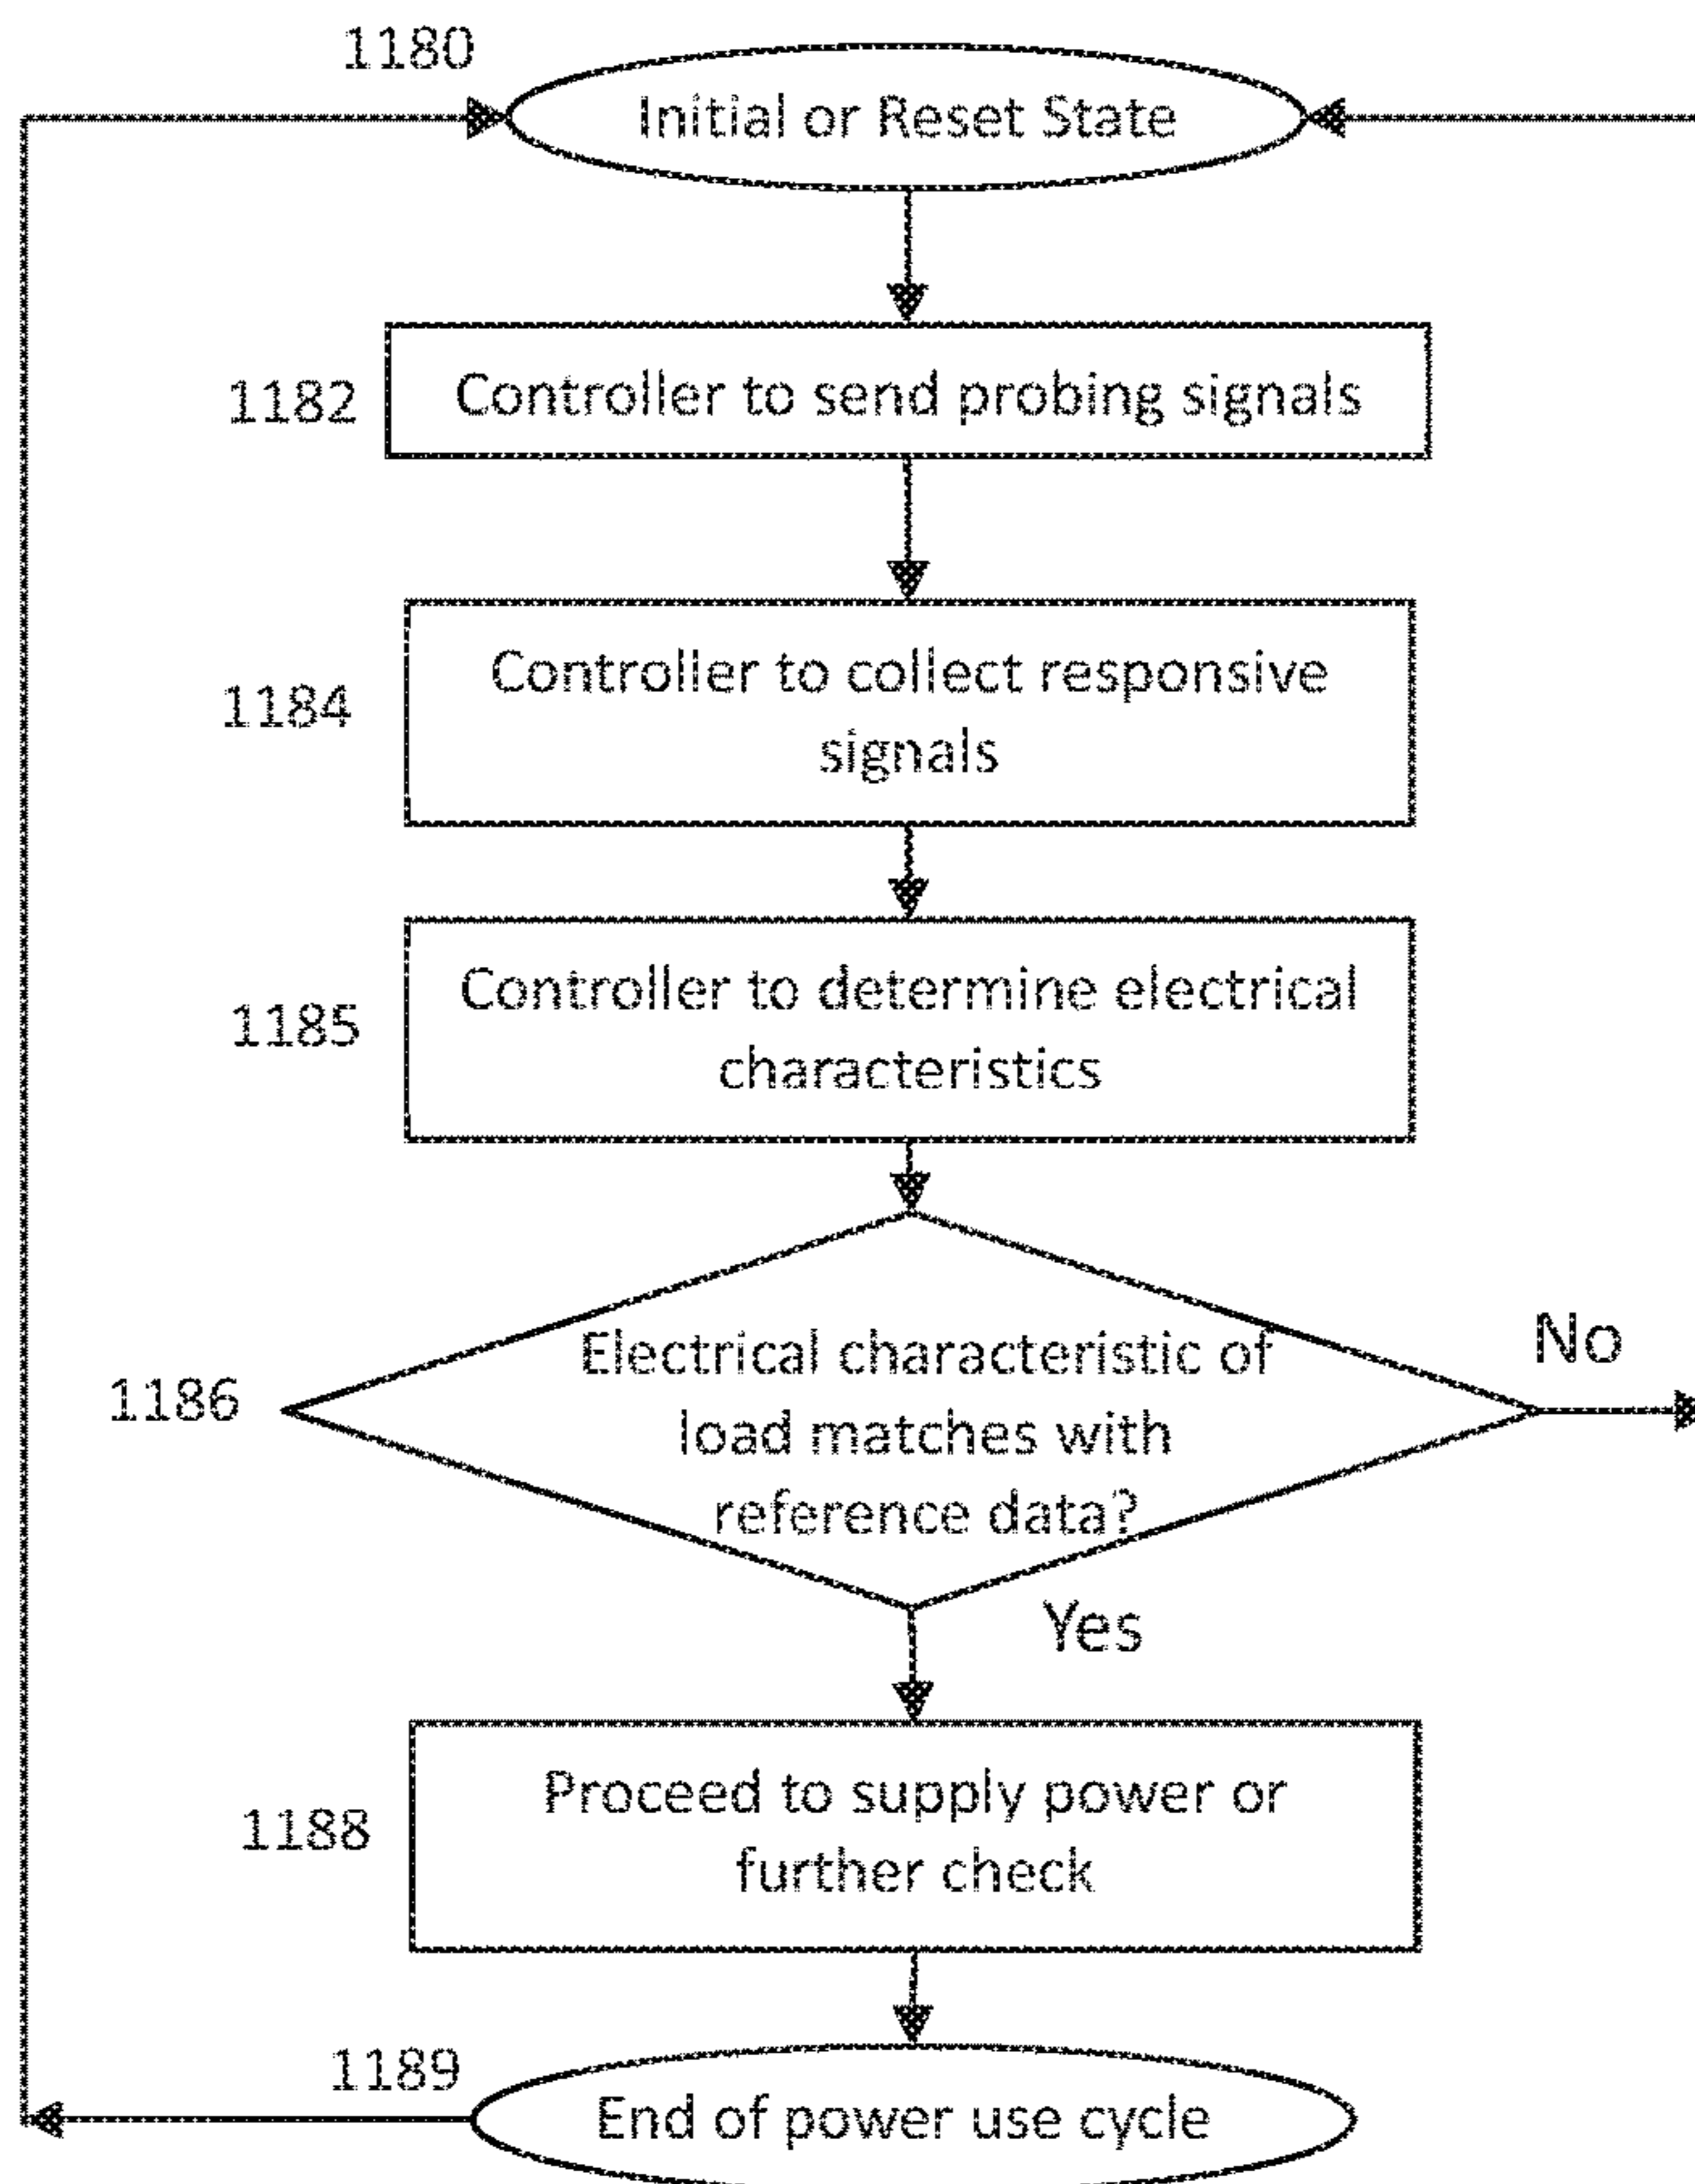 1180
Initial or Reset State
1182
Controller to send probing signals
1184
Controller to collect responsive
signals
1185
Controller to determine electrical
characteristics
1186
Electrical characteristic of
load matches with
reference data?
No
Yes
1188
Proceed to supply power or
further check
1189
End of power use cycle